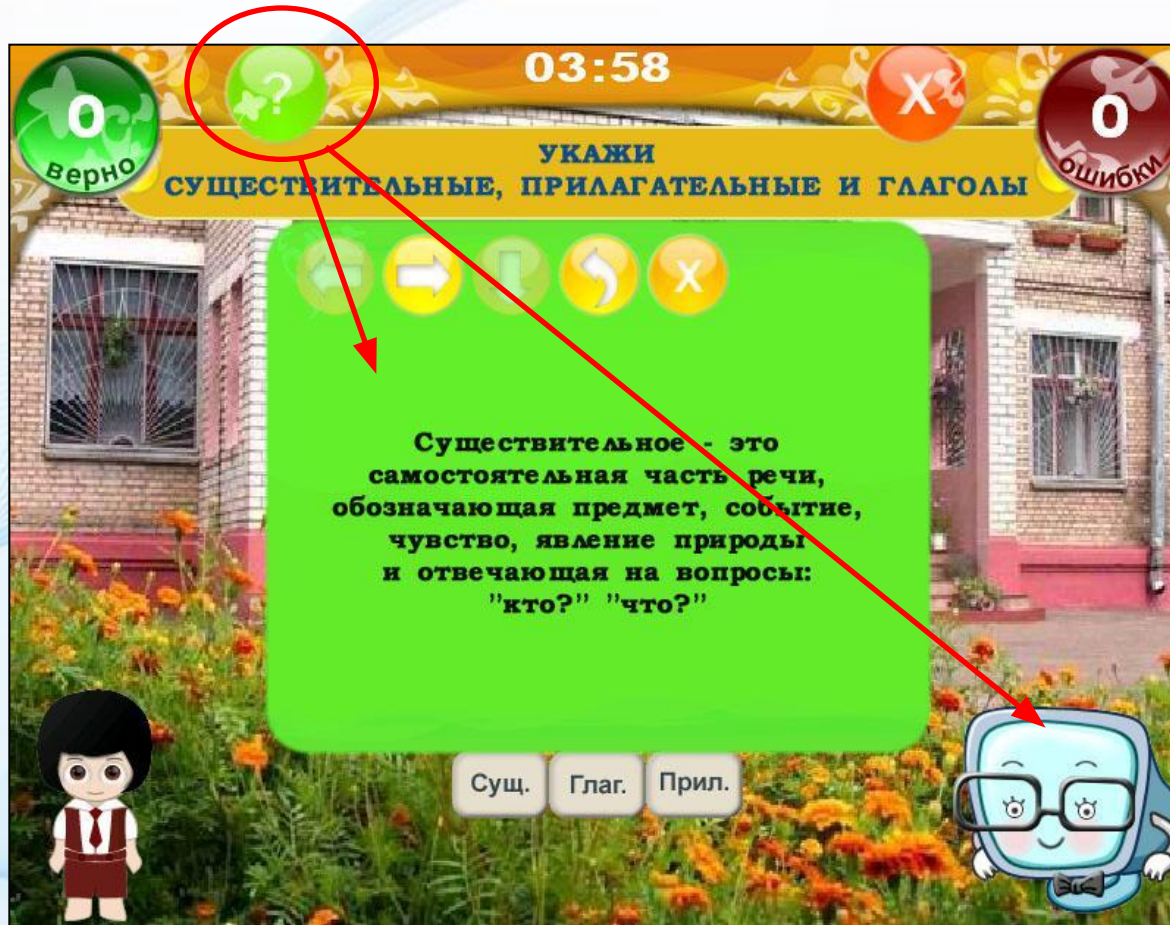 ?
03:58
X
0
верно
0
ошибки
УКАЖИ
СУЩЕСТВИТЕЛЬНЫЕ, ПРИЛАГАТЕЛЬНЫЕ И ГЛАГОЛЫ
X
Существительное - это
самостоятельная часть речи,
обозначающая предмет, событие,
чувство, явление природы
и отвечающая на вопросы:
”кто?” ”что?”
Сущ. Глаг. Прил.